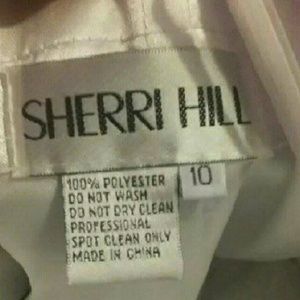 SHERRI HILL
10
100% POLYESTER
DO NOT WASH
DO NOT DRY CLEAN
PROFESSIONAL
SPOT CLEAN ONLY
MADE IN CHINA